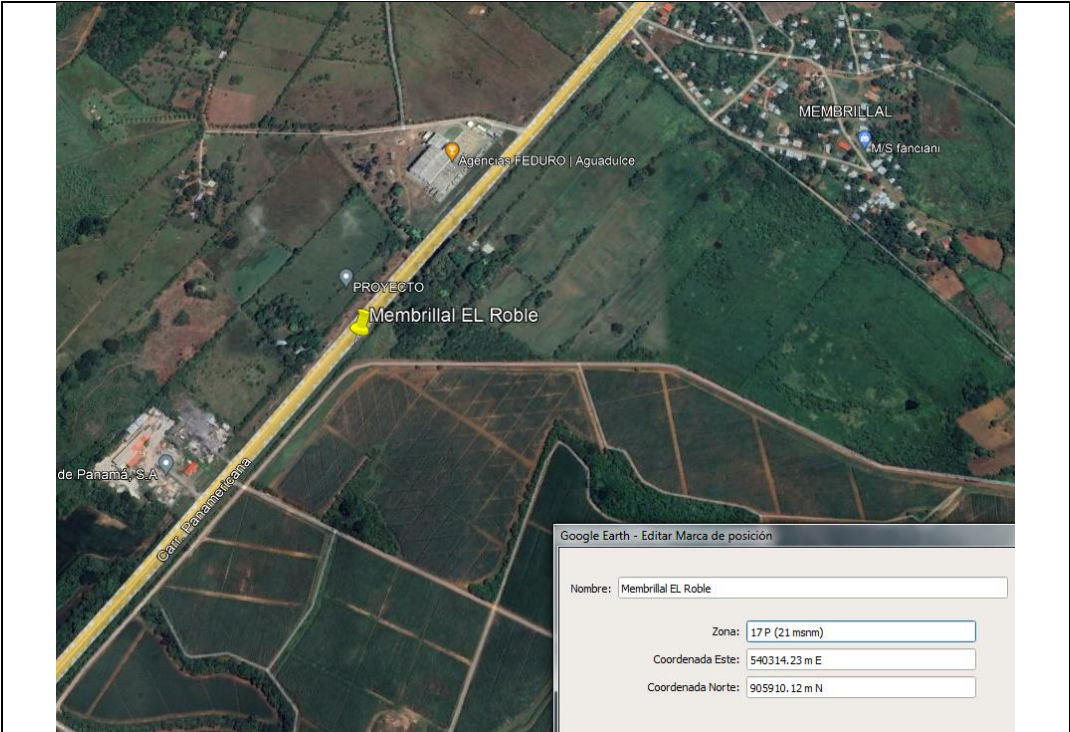 MEMBRILLAL
M/S fanciani
Agencias FEDURO | Aguadulce
PROYECTO
Membrillal EL Roble
de Panamá, S.A
Carr. Panamericana
Google Earth - Editar Marca de posición
Nombre: Membrillal EL Roble
Zona: 17 P (21 msnm)
Coordenada Este: 540314.23 m E
Coordenada Norte: 905910.12 m N